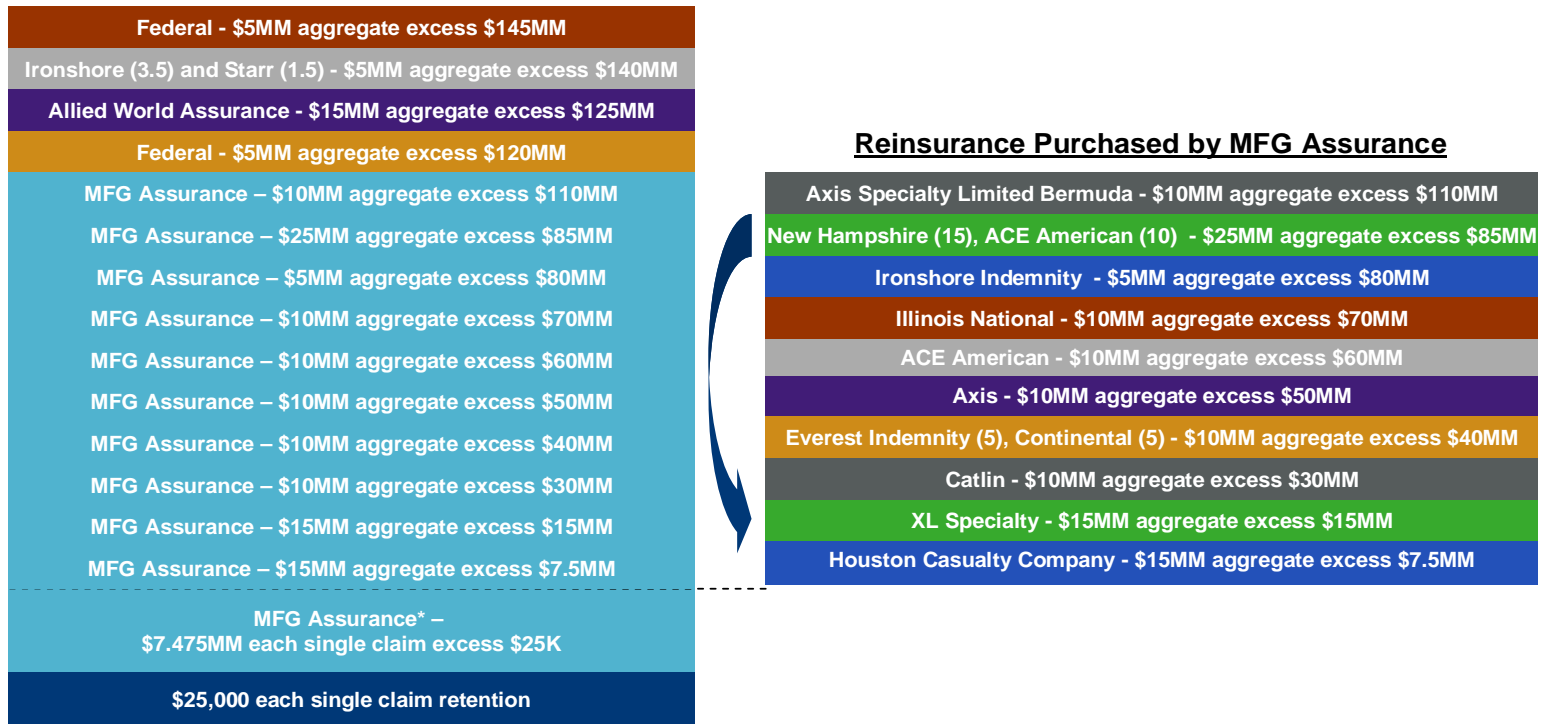 Federal - $5MM aggregate excess $145MM
Ironshore (3.5) and Starr (1.5) - $5MM aggregate excess $140MM
Allied World Assurance - $15MM aggregate excess $125MM
Federal - $5MM aggregate excess $120MM
MFG Assurance – $10MM aggregate excess $110MM
MFG Assurance – $25MM aggregate excess $85MM
MFG Assurance – $5MM aggregate excess $80MM
MFG Assurance – $10MM aggregate excess $70MM
MFG Assurance – $10MM aggregate excess $60MM
MFG Assurance – $10MM aggregate excess $50MM
MFG Assurance – $10MM aggregate excess $40MM
MFG Assurance – $10MM aggregate excess $30MM
MFG Assurance – $15MM aggregate excess $15MM
MFG Assurance – $15MM aggregate excess $7.5MM
MFG Assurance* –
$7.475MM each single claim excess $25K
$25,000 each single claim retention
Reinsurance Purchased by MFG Assurance
Axis Specialty Limited Bermuda - $10MM aggregate excess $110MM
New Hampshire (15), ACE American (10) - $25MM aggregate excess $85MM
Ironshore Indemnity - $5MM aggregate excess $80MM
Illinois National - $10MM aggregate excess $70MM
ACE American - $10MM aggregate excess $60MM
Axis - $10MM aggregate excess $50MM
Everest Indemnity (5), Continental (5) - $10MM aggregate excess $40MM
Catlin - $10MM aggregate excess $30MM
XL Specialty - $15MM aggregate excess $15MM
Houston Casualty Company - $15MM aggregate excess $7.5MM